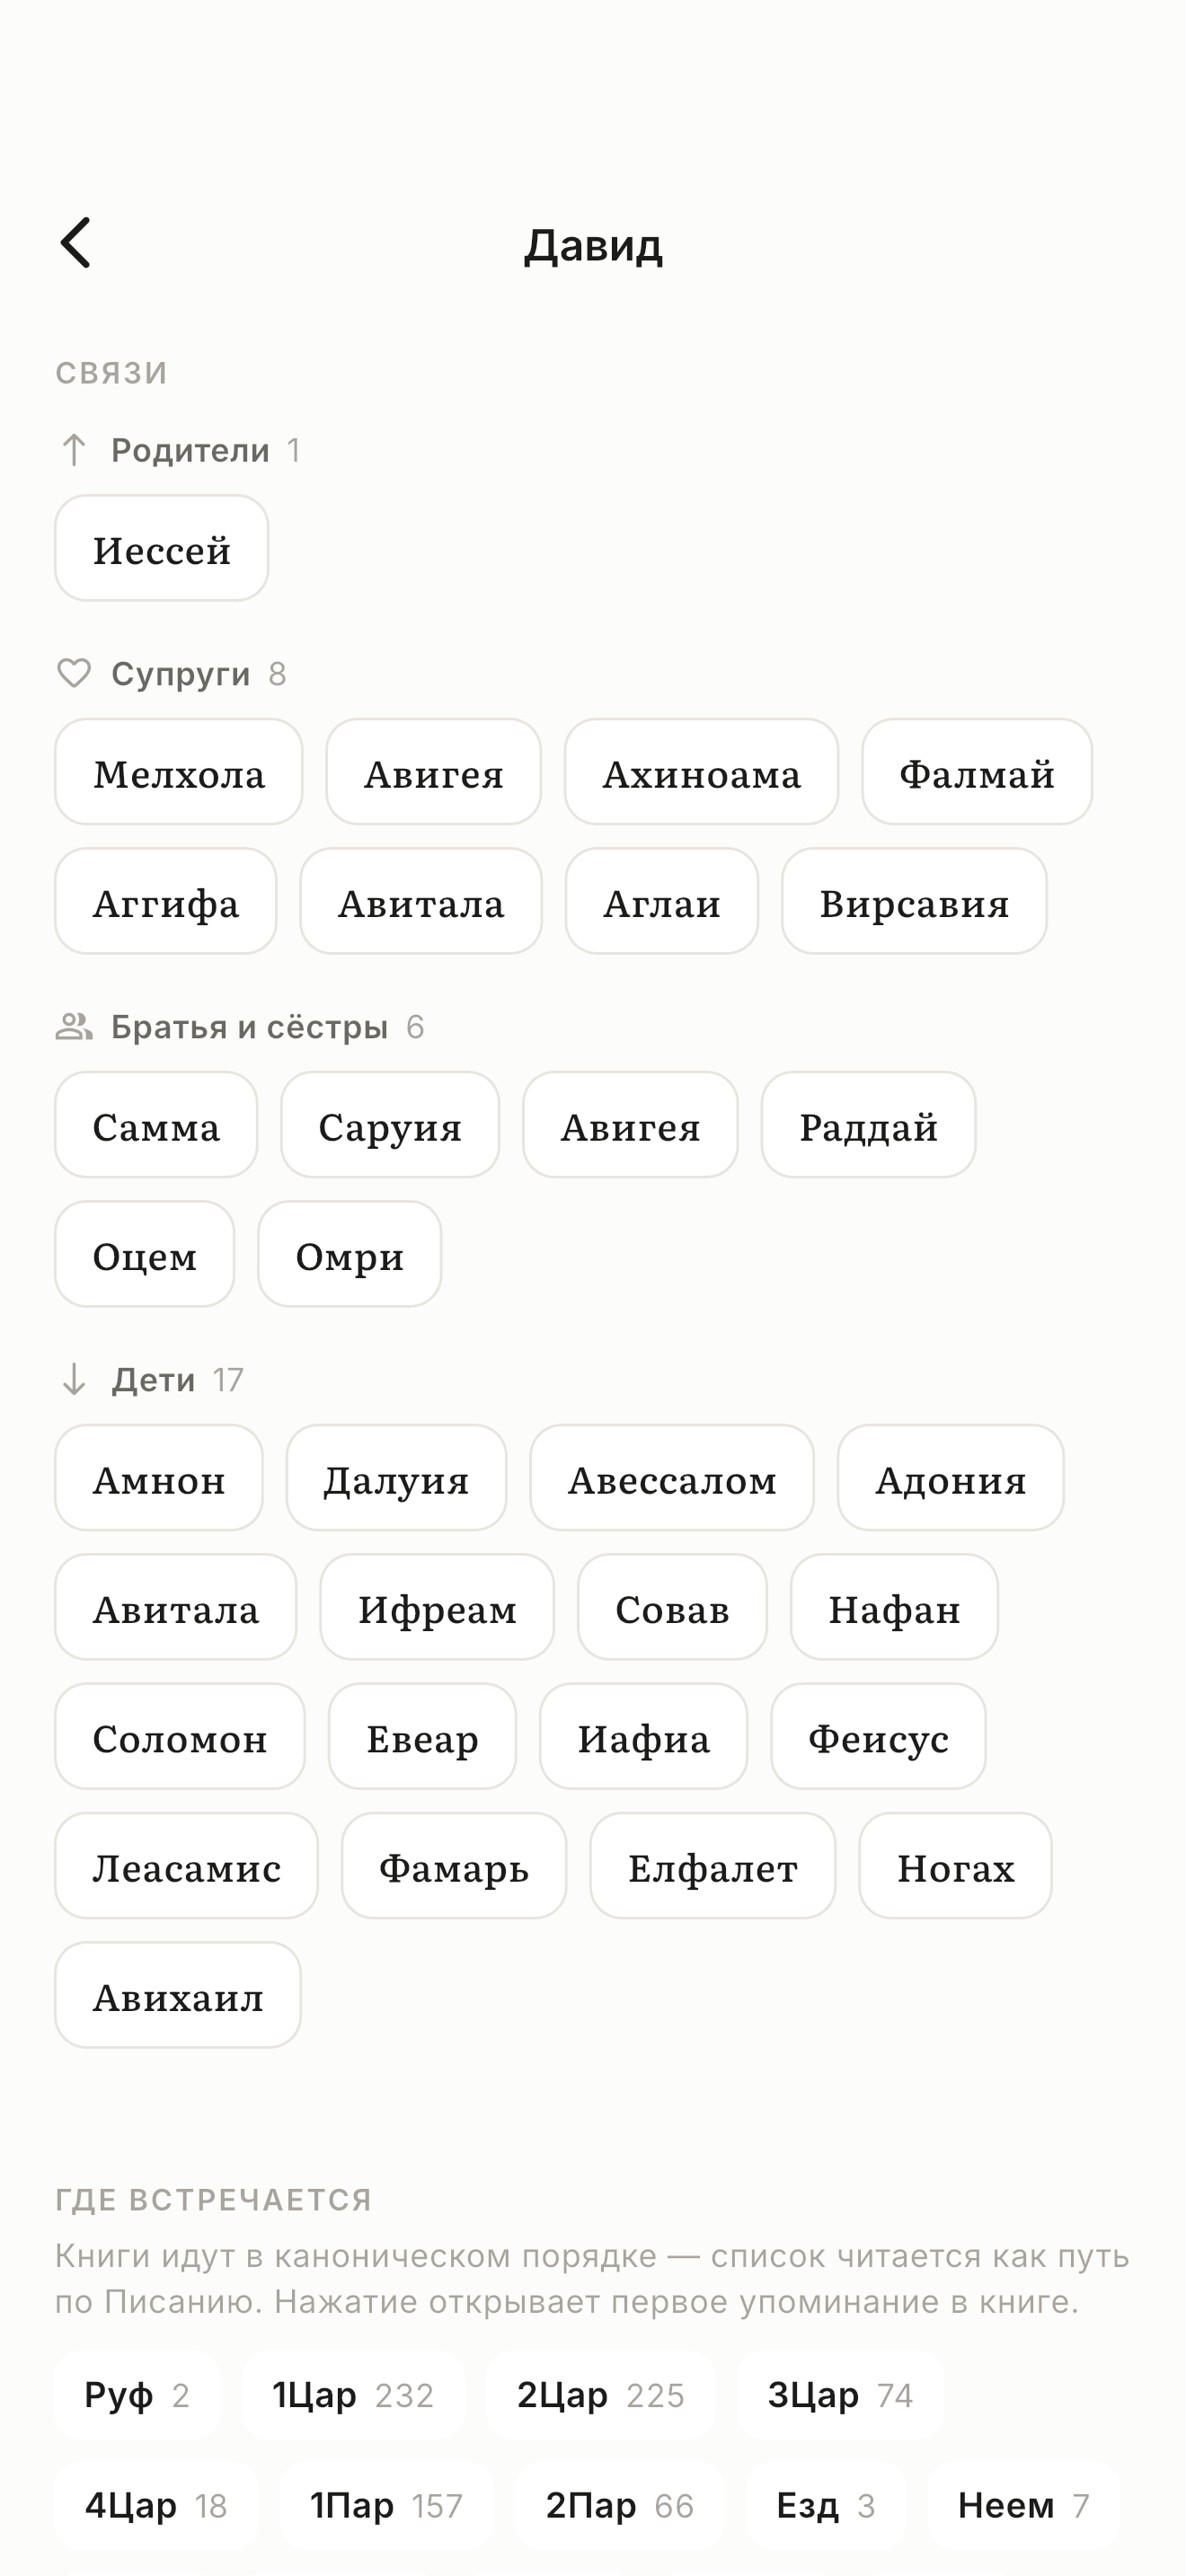 Давид
СВЯЗИ
Родители 1
Иессей
Супруги 8
Мелхола Авигея Ахиноама Фалмай
Аггифа Авитала Аглаи Вирсавия
Братья и сёстры 6
Самма Саруия Авигея Раддай
Оцем Омри
Дети 17
Амнон Далуия Авессалом Адония
Авитала Ифреам Совав Нафан
Соломон Евеар Иафиа Феисус
Леасамис Фамарь Елфалет Ногах
Авихаил
ГДЕ ВСТРЕЧАЕТСЯ
Книги идут в каноническом порядке — список читается как путь
по Писанию. Нажатие открывает первое упоминание в книге.
Руф 2 1Цар 232 2Цар 225 3Цар 74
4Цар 18 1Пар 157 2Пар 66 Езд 3 Неем 7